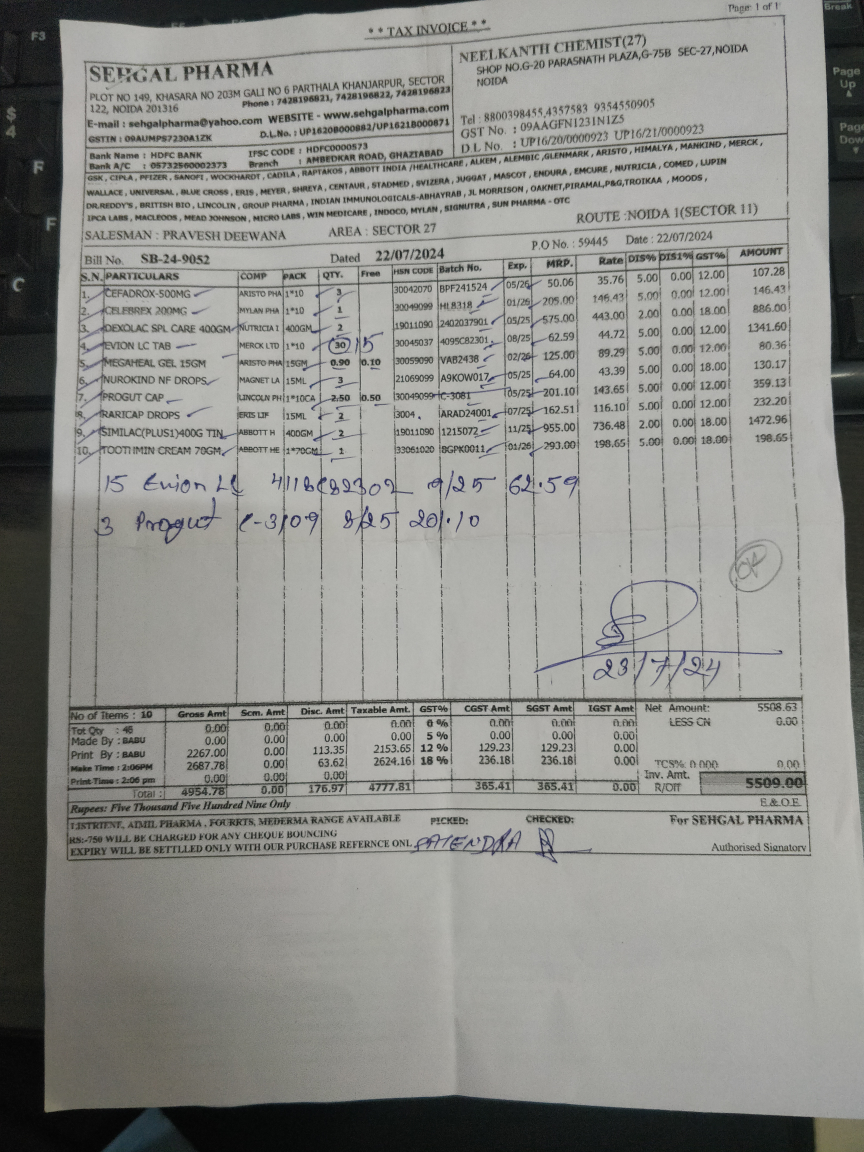 Page: 1 of 1
* * TAX INVOICE * *
SEHGAL PHARMA
PLOT NO 149, KHASARA NO 203M GALI NO 6 PARTHALA KHANJARPUR, SECTOR
122, NOIDA 201316
Phone : 7428196821, 7428196822, 7428196823
E-mail : sehgalpharma@yahoo.com WEBSITE - www.sehgalpharma.com
GSTIN : 09AUMPS7230A1ZK D.L.No. : UP1620B000882/UP1621B000871
Bank Name : HDFC BANK IFSC CODE : HDFC0000573
Bank A/C : 05732560002373 Branch : AMBEDKAR ROAD, GHAZIABAD
NEELKANTH CHEMIST(27)
SHOP NO.G-20 PARASNATH PLAZA,G-75B SEC-27,NOIDA
NOIDA
Tel : 8800398455,4357583 9354550905
GST No. : 09AAGFN1231N1Z5
D.L No. : UP16/20/0000923 UP16/21/0000923
GSK, CIPLA, PFIZER, SANOFI, WOCKHARDT, CADILA, RAPTAKOS, ABBOTT INDIA /HEALTHCARE, ALKEM, ALEMBIC,GLENMARK, ARISTO, HIMALYA, MANKIND, MERCK,
WALLACE, UNIVERSAL, BLUE CROSS, ERIS, MEYER, SHREYA, CENTAUR, STADMED, SVIZERA, JUGGAT, MASCOT, ENDURA, EMCURE, NUTRICIA, COMED, LUPIN
DR.REDDY'S, BRITISH BIO, LINCOLIN, GROUP PHARMA, INDIAN IMMUNOLOGICALS-ABHAYRAB, JL MORRISON, OAKNET,PIRAMAL,P&G,TROIKAA , MOODS,
IPCA LABS, MACLEODS, MEAD JOHNSON, MICRO LABS, WIN MEDICARE, INDOCO, MYLAN, SIGNUTRA, SUN PHARMA - OTC
SALESMAN : PRAVESH DEEWANA AREA : SECTOR 27 ROUTE :NOIDA 1(SECTOR 11)
Bill No. SB-24-9052 Dated 22/07/2024 P.O No. : 59445 Date : 22/07/2024
S.N. PARTICULARS COMP PACK QTY. Free HSN CODE Batch No. Exp. MRP. Rate DIS% DIS1% GST% AMOUNT
1. CEFADROX-500MG ARISTO PHA 1*10 3 30042070 BPF241524 05/26 50.06 35.76 5.00 0.00 12.00 107.28
2. CELEBREX 200MG MYLAN PHA 1*10 1 30049099 HL8318 01/26 205.00 146.43 5.00 0.00 12.00 146.43
3. DEXOLAC SPL CARE 400GM NUTRICIA I 400GM 2 19011090 2402037901 05/25 575.00 443.00 2.00 0.00 18.00 886.00
4. EVION LC TAB MERCK LTD 1*10 30 15 30045037 4095C82301 08/25 62.59 44.72 5.00 0.00 12.00 1341.60
5. MEGAHEAL GEL 15GM ARISTO PHA 15GM 0.90 0.10 30059090 VAB2438 02/26 125.00 89.29 5.00 0.00 12.00 80.36
6. NUROKIND NF DROPS MAGNET LA 15ML 3 21069099 A9KOW017 05/25 64.00 43.39 5.00 0.00 18.00 130.17
7. PROGUT CAP LINCOLN PH 1*10CA 2.50 0.50 30049099 C-3081 05/25 201.10 143.65 5.00 0.00 12.00 359.13
8. RARICAP DROPS ERIS LIF 15ML 2 3004 ARAD24001 07/25 162.51 116.10 5.00 0.00 12.00 232.20
9. SIMILAC(PLUS1)400G TIN ABBOTT H 400GM 2 19011090 1215072 11/25 955.00 736.48 2.00 0.00 18.00 1472.96
10. TOOTHMIN CREAM 70GM ABBOTT HE 1*70GM 1 33061020 BGPK0011 01/26 293.00 198.65 5.00 0.00 18.00 198.65
15 Evion LC 9/25 62.59
3 Progut C-3109 8/25 201.10
OK
23/7/24
No of Items : 10 Gross Amt Scm. Amt Disc. Amt Taxable Amt. GST% CGST Amt SGST Amt IGST Amt Net Amount: 5508.63
Tot Qty : 46 0.00 0.00 0.00 0.00 0 % 0.00 0.00 0.00 LESS CN 0.00
Made By : BABU 0.00 0.00 0.00 0.00 5 % 0.00 0.00 0.00
Print By : BABU 2267.00 0.00 113.35 2153.65 12 % 129.23 129.23 0.00
Make Time : 2:06PM 2687.78 0.00 63.62 2624.16 18 % 236.18 236.18 0.00 TCS%: 0.000 0.00
Print Time : 2:06 pm 0.00 0.00 0.00
Total : 4954.78 0.00 176.97 4777.81 365.41 365.41 0.00 Inv. Amt. R/Off 5509.00
Rupees: Five Thousand Five Hundred Nine Only E.& O.E
LISTRIENE, AIMIL PHARMA , FOURRTS, MEDERMA RANGE AVAILABLE PICKED: CHECKED: For SEHGAL PHARMA
RS:-750 WILL BE CHARGED FOR ANY CHEQUE BOUNCING
EXPIRY WILL BE SETTLLED ONLY WITH OUR PURCHASE REFERNCE ONL SATENDRA Authorised Signatory